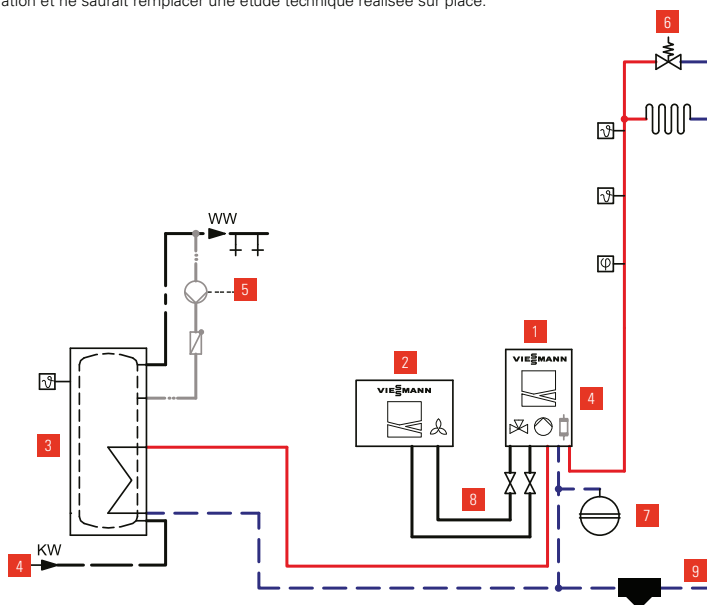 ation et ne saurait remplacer une étude technique réalisée sur place.
6
ϑ
WW
ϑ
φ
5
1
2
VIESMANN
VIESMANN
ϑ
4
3
8
7
KW
4
9